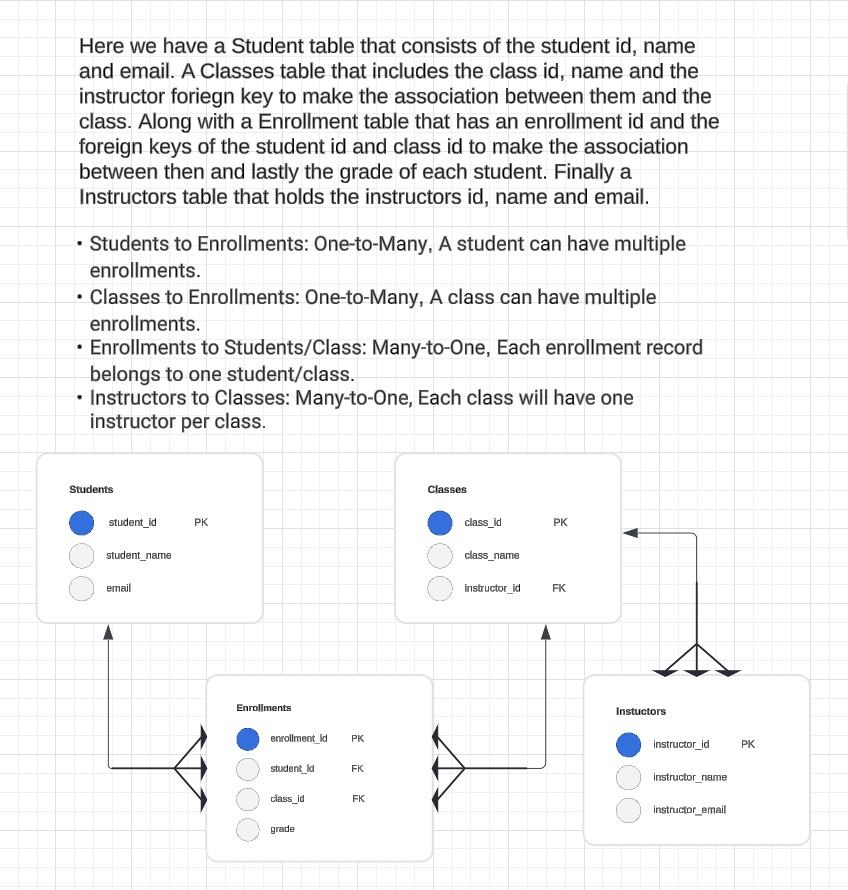 Here we have a Student table that consists of the student id, name
and email. A Classes table that includes the class id, name and the
instructor foriegn key to make the association between them and the
class. Along with a Enrollment table that has an enrollment id and the
foreign keys of the student id and class id to make the association
between then and lastly the grade of each student. Finally a
Instructors table that holds the instructors id, name and email.
• Students to Enrollments: One-to-Many, A student can have multiple
enrollments.
• Classes to Enrollments: One-to-Many, A class can have multiple
enrollments.
• Enrollments to Students/Class: Many-to-One, Each enrollment record
belongs to one student/class.
• Instructors to Classes: Many-to-One, Each class will have one
instructor per class.
Students
student_id PK
student_name
email
Classes
class_id PK
class_name
instructor_id FK
Enrollments
enrollment_id PK
student_id FK
class_id FK
grade
Instuctors
instructor_id PK
instructor_name
instructor_email